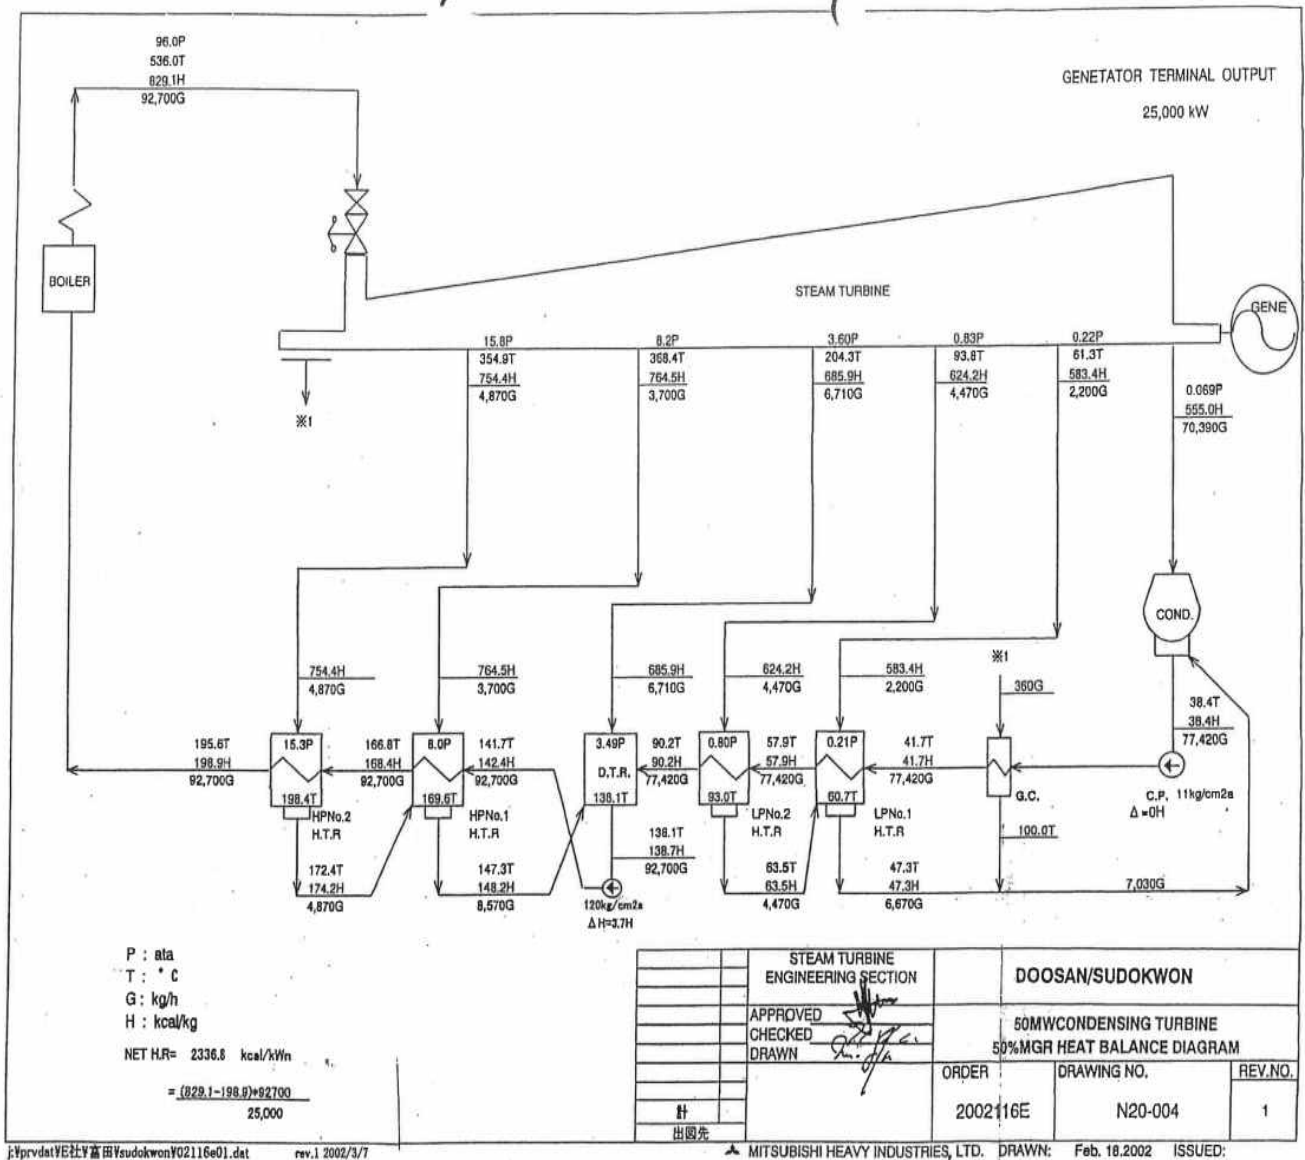 96.0P
536.0T
829.1H
92,700G
GENETATOR TERMINAL OUTPUT
25,000 kW
BOILER
STEAM TURBINE
GENE
15.8P
354.9T
754.4H
4,870G
8.2P
368.4T
764.5H
3,700G
3.60P
204.3T
685.9H
6,710G
0.83P
93.8T
624.2H
4,470G
0.22P
61.3T
583.4H
2,200G
0.069P
555.0H
70,390G
※1
COND.
754.4H
4,870G
764.5H
3,700G
685.9H
6,710G
624.2H
4,470G
583.4H
2,200G
※1
360G
38.4T
38.4H
77,420G
195.6T
198.9H
92,700G
15.3P
198.4T
HPNo.2
H.T.R
166.8T
168.4H
92,700G
8.0P
169.6T
HPNo.1
H.T.R
141.7T
142.4H
92,700G
3.49P
D.T.R.
138.1T
90.2T
90.2H
77,420G
0.80P
93.0T
LPNo.2
H.T.R
57.9T
57.9H
77,420G
0.21P
60.7T
LPNo.1
H.T.R
41.7T
41.7H
77,420G
G.C.
C.P. 11kg/cm2a
Δ=0H
172.4T
174.2H
4,870G
147.3T
148.2H
8,570G
138.1T
138.7H
92,700G
120kg/cm2a
ΔH=3.7H
63.5T
63.5H
4,470G
47.3T
47.3H
6,670G
100.0T
7,030G
P : ata
T : °C
G : kg/h
H : kcal/kg
NET H.R= 2336.8 kcal/kWn
= (829.1-198.9)*92700
25,000
STEAM TURBINE
ENGINEERING SECTION
APPROVED
CHECKED
DRAWN
DOOSAN/SUDOKWON
50MWCONDENSING TURBINE
50%MGR HEAT BALANCE DIAGRAM
ORDER
2002116E
DRAWING NO.
N20-004
REV.NO.
1
計
出図先
j:¥prvdat¥E社¥富田¥sudokwon¥02116e01.dat rev.1 2002/3/7
MITSUBISHI HEAVY INDUSTRIES, LTD. DRAWN: Feb. 18.2002 ISSUED: